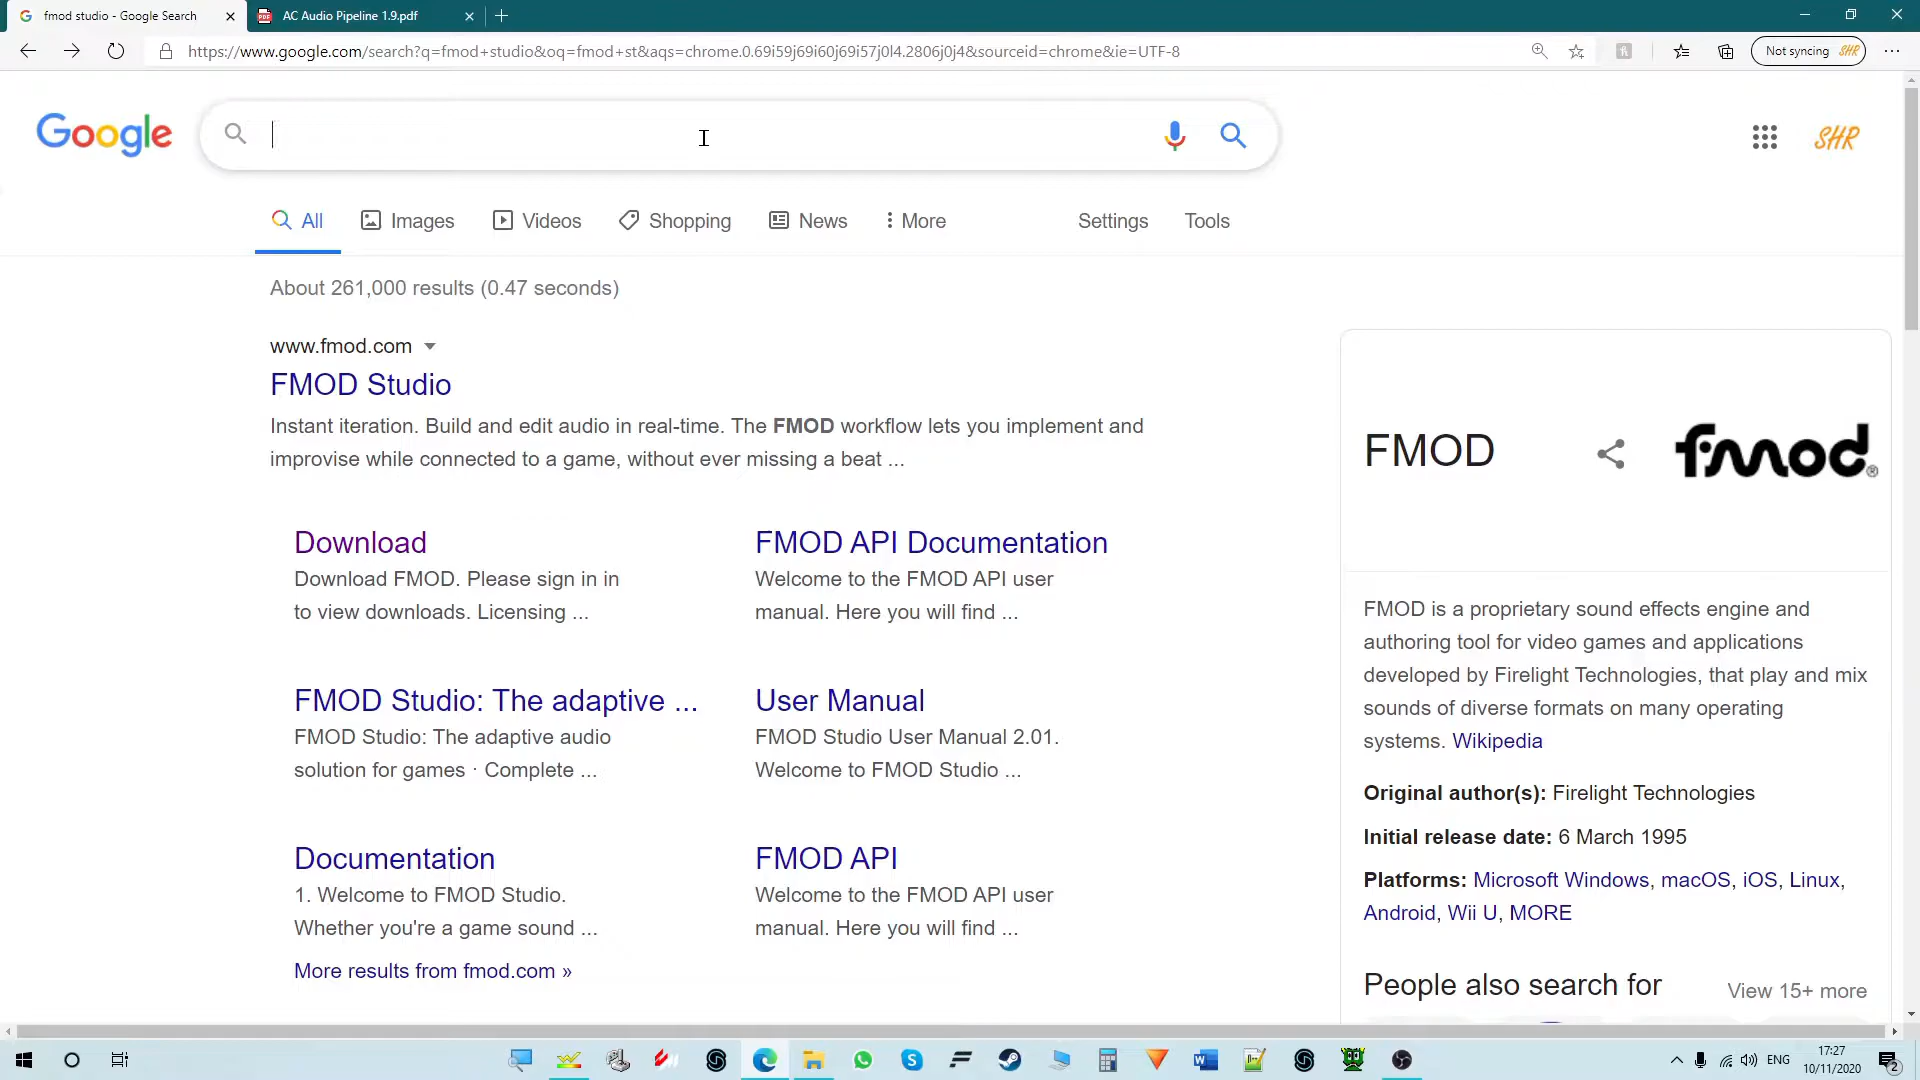 fmod studio - Google Search
AC Audio Pipeline 1.9.pdf
https://www.google.com/search?q=fmod+studio&oq=fmod+st&aqs=chrome.0.69i59j69i60j69i57j0l4.2806j0j4&sourceid=chrome&ie=UTF-8
Not syncing SHR
Google
SHR
All Images Videos Shopping News More Settings Tools
About 261,000 results (0.47 seconds)
www.fmod.com
FMOD Studio
Instant iteration. Build and edit audio in real-time. The FMOD workflow lets you implement and
improvise while connected to a game, without ever missing a beat ...
Download
Download FMOD. Please sign in in
to view downloads. Licensing ...
FMOD API Documentation
Welcome to the FMOD API user
manual. Here you will find ...
FMOD Studio: The adaptive ...
FMOD Studio: The adaptive audio
solution for games · Complete ...
User Manual
FMOD Studio User Manual 2.01.
Welcome to FMOD Studio ...
Documentation
1. Welcome to FMOD Studio.
Whether you're a game sound ...
FMOD API
Welcome to the FMOD API user
manual. Here you will find ...
More results from fmod.com »
FMOD
fmod®
FMOD is a proprietary sound effects engine and
authoring tool for video games and applications
developed by Firelight Technologies, that play and mix
sounds of diverse formats on many operating
systems. Wikipedia
Original author(s): Firelight Technologies
Initial release date: 6 March 1995
Platforms: Microsoft Windows, macOS, iOS, Linux,
Android, Wii U, MORE
People also search for
View 15+ more
ENG
17:27
10/11/2020
2